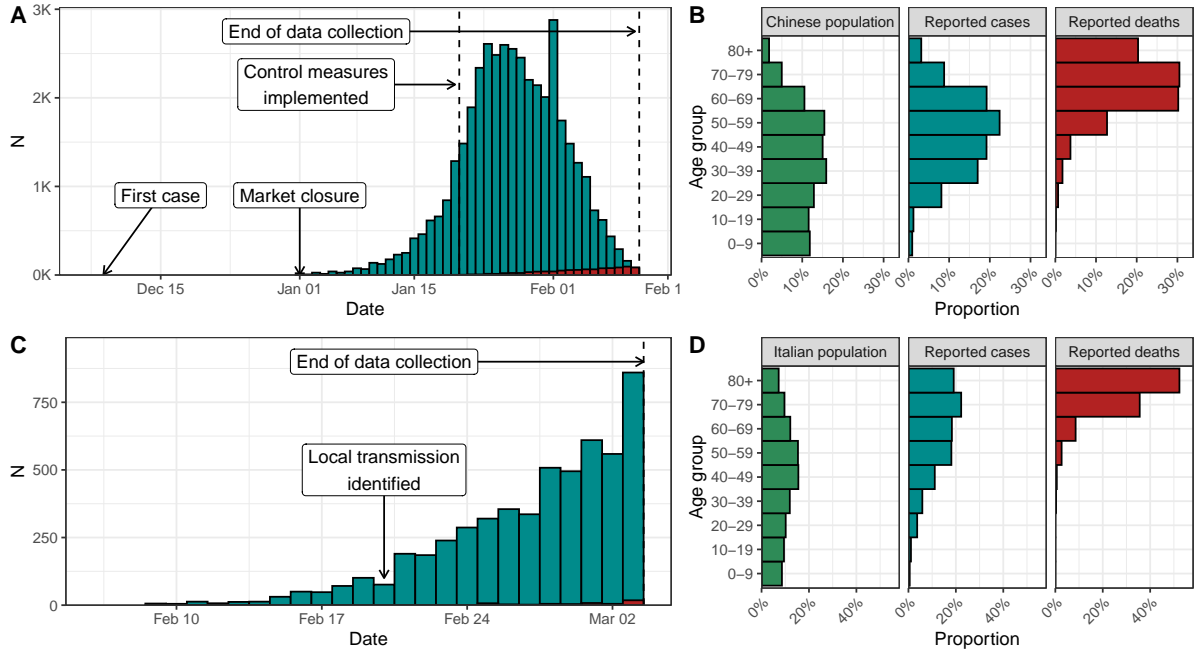 A
3K
2K
1K
0K
N
End of data collection
Control measures
implemented
First case
Market closure
Dec 15
Jan 01
Jan 15
Feb 01
Feb 1
Date
B
Chinese population
Reported cases
Reported deaths
80+
70–79
60–69
50–59
40–49
30–39
20–29
10–19
0–9
Age group
0%
10%
20%
30%
0%
10%
20%
30%
0%
10%
20%
30%
Proportion
C
750
500
250
0
N
End of data collection
Local transmission
identified
Feb 10
Feb 17
Feb 24
Mar 02
Date
D
Italian population
Reported cases
Reported deaths
80+
70–79
60–69
50–59
40–49
30–39
20–29
10–19
0–9
Age group
0%
20%
40%
0%
20%
40%
0%
20%
40%
Proportion